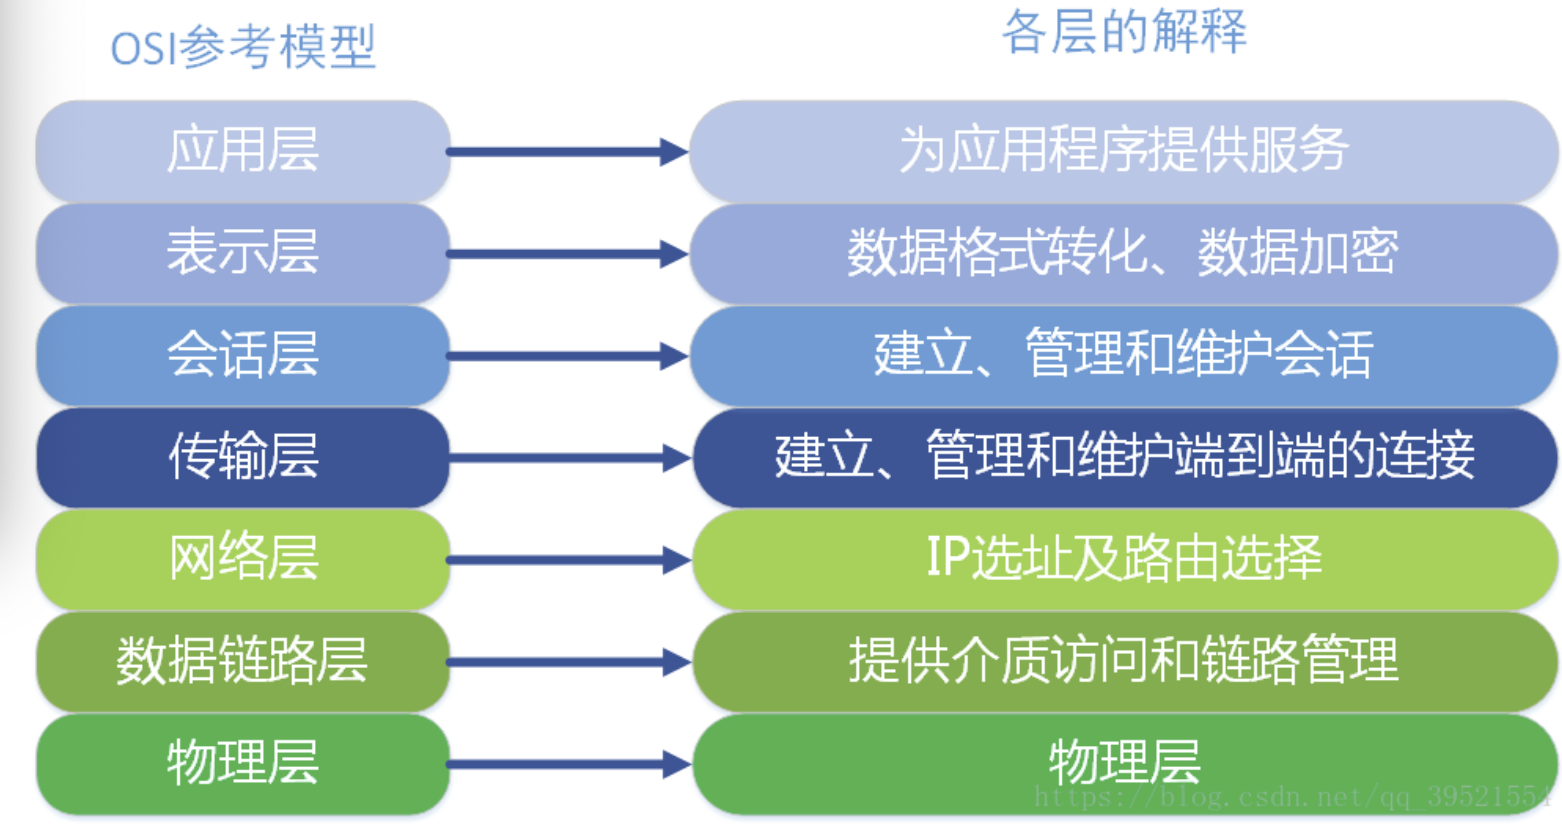 OSI参考模型
各层的解释
应用层
为应用程序提供服务
表示层
数据格式转化、数据加密
会话层
建立、管理和维护会话
传输层
建立、管理和维护端到端的连接
网络层
IP选址及路由选择
数据链路层
提供介质访问和链路管理
物理层
物理层
https://blog.csdn.net/qq_39521554